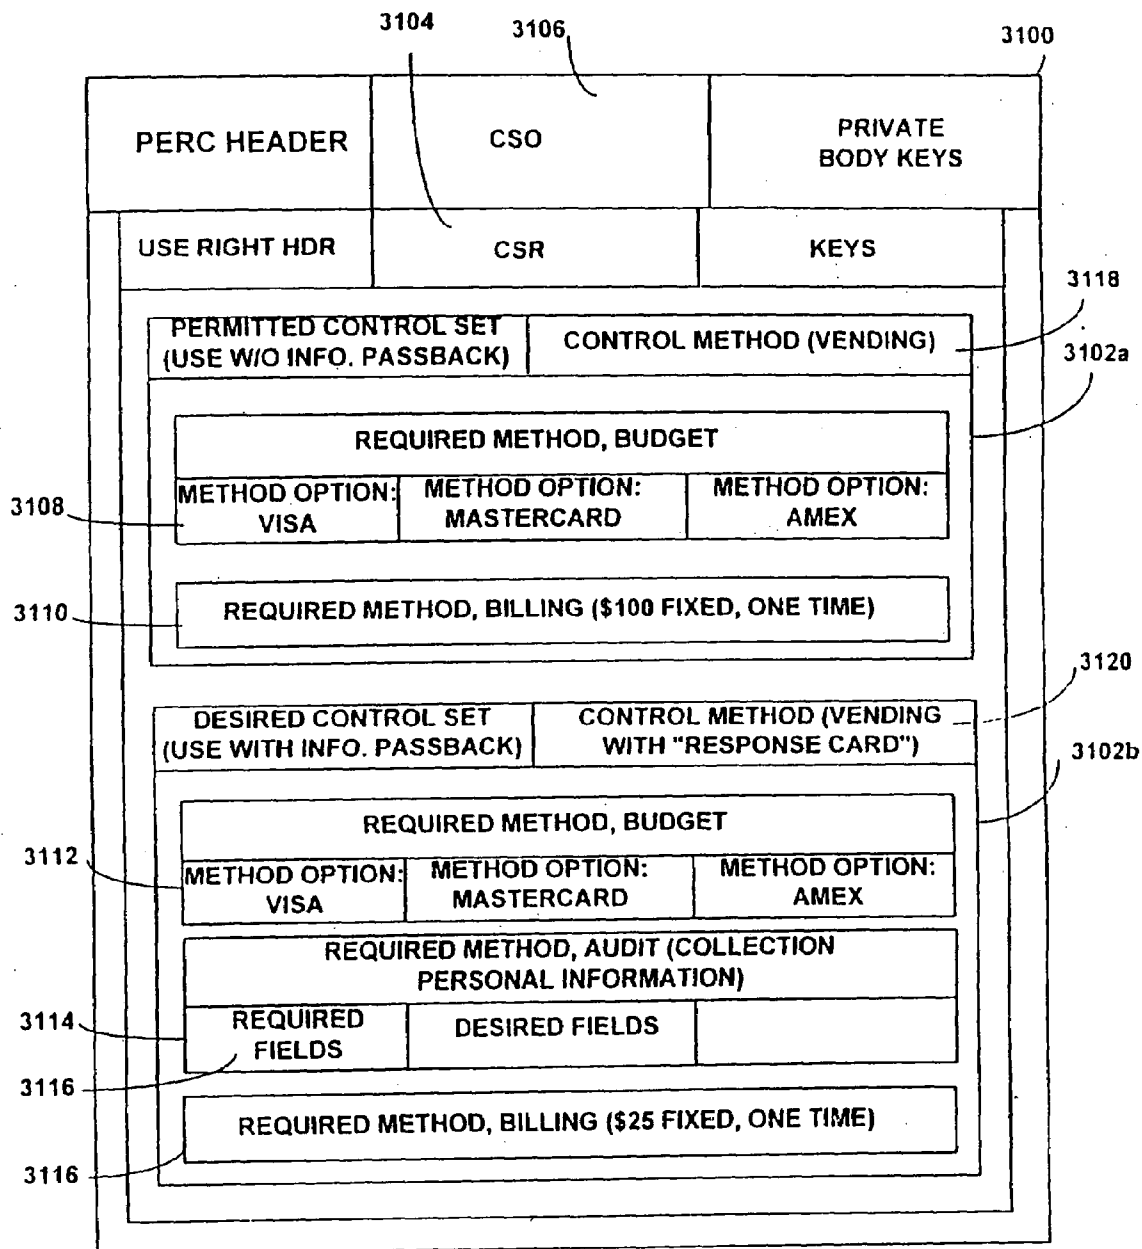 3104
3106
3100
PERC HEADER
CSO
PRIVATE
BODY KEYS
USE RIGHT HDR
CSR
KEYS
3118
PERMITTED CONTROL SET
(USE W/O INFO. PASSBACK)
CONTROL METHOD (VENDING)
3102a
REQUIRED METHOD, BUDGET
3108
METHOD OPTION:
VISA
METHOD OPTION:
MASTERCARD
METHOD OPTION:
AMEX
3110
REQUIRED METHOD, BILLING ($100 FIXED, ONE TIME)
3120
DESIRED CONTROL SET
(USE WITH INFO. PASSBACK)
CONTROL METHOD (VENDING
WITH "RESPONSE CARD")
3102b
REQUIRED METHOD, BUDGET
3112
METHOD OPTION:
VISA
METHOD OPTION:
MASTERCARD
METHOD OPTION:
AMEX
REQUIRED METHOD, AUDIT (COLLECTION
PERSONAL INFORMATION)
3114
REQUIRED
FIELDS
DESIRED FIELDS
3116
REQUIRED METHOD, BILLING ($25 FIXED, ONE TIME)
3116